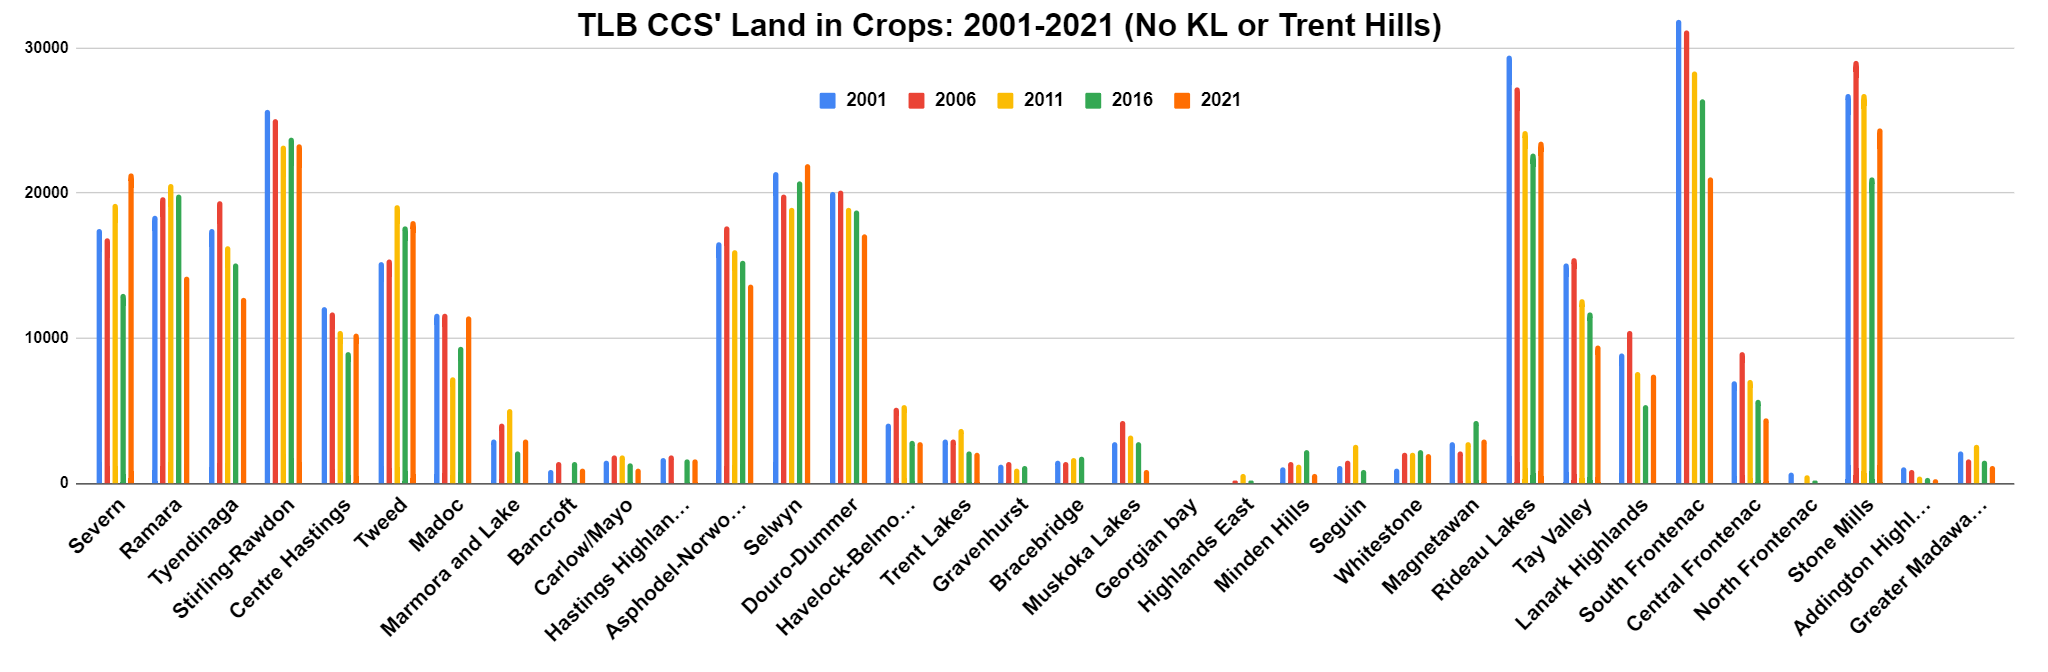 TLB CCS' Land in Crops: 2001-2021 (No KL or Trent Hills)
2001 2006 2011 2016 2021
30000
20000
10000
0
Severn
Ramara
Tyendinaga
Stirling-Rawdon
Centre Hastings
Tweed
Madoc
Marmora and Lake
Bancroft
Carlow/Mayo
Hastings Highlan…
Asphodel-Norwo…
Selwyn
Douro-Dummer
Havelock-Belmo…
Trent Lakes
Gravenhurst
Bracebridge
Muskoka Lakes
Georgian bay
Highlands East
Minden Hills
Seguin
Whitestone
Magnetawan
Rideau Lakes
Tay Valley
Lanark Highlands
South Frontenac
Central Frontenac
North Frontenac
Stone Mills
Addington Highl…
Greater Madawa…